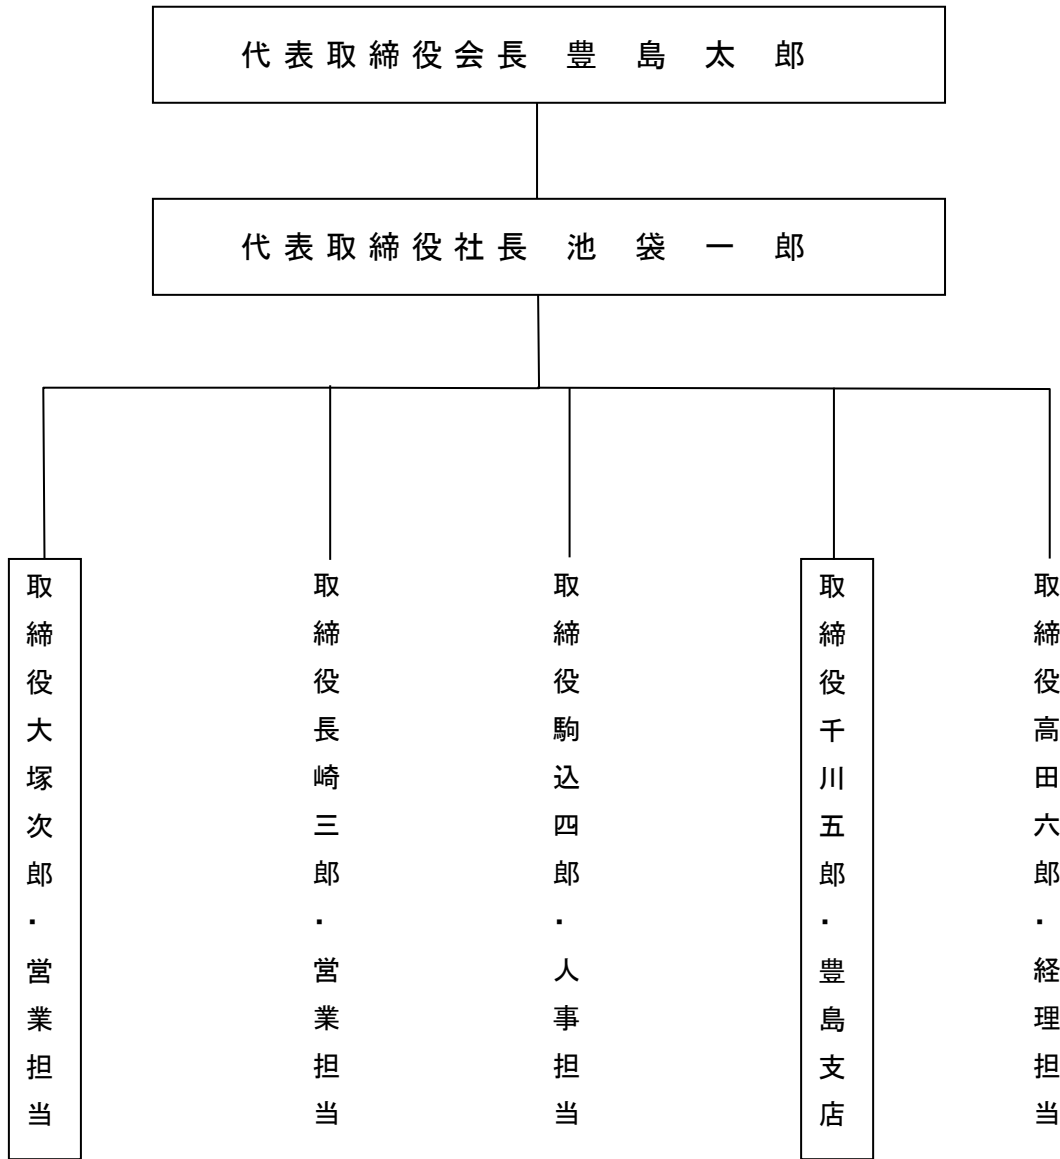 代表取締役会長 豊島太郎
代表取締役社長 池袋一郎
取締役大塚次郎・営業担当
取締役長崎三郎・営業担当
取締役駒込四郎・人事担当
取締役千川五郎・豊島支店
取締役高田六郎・経理担当